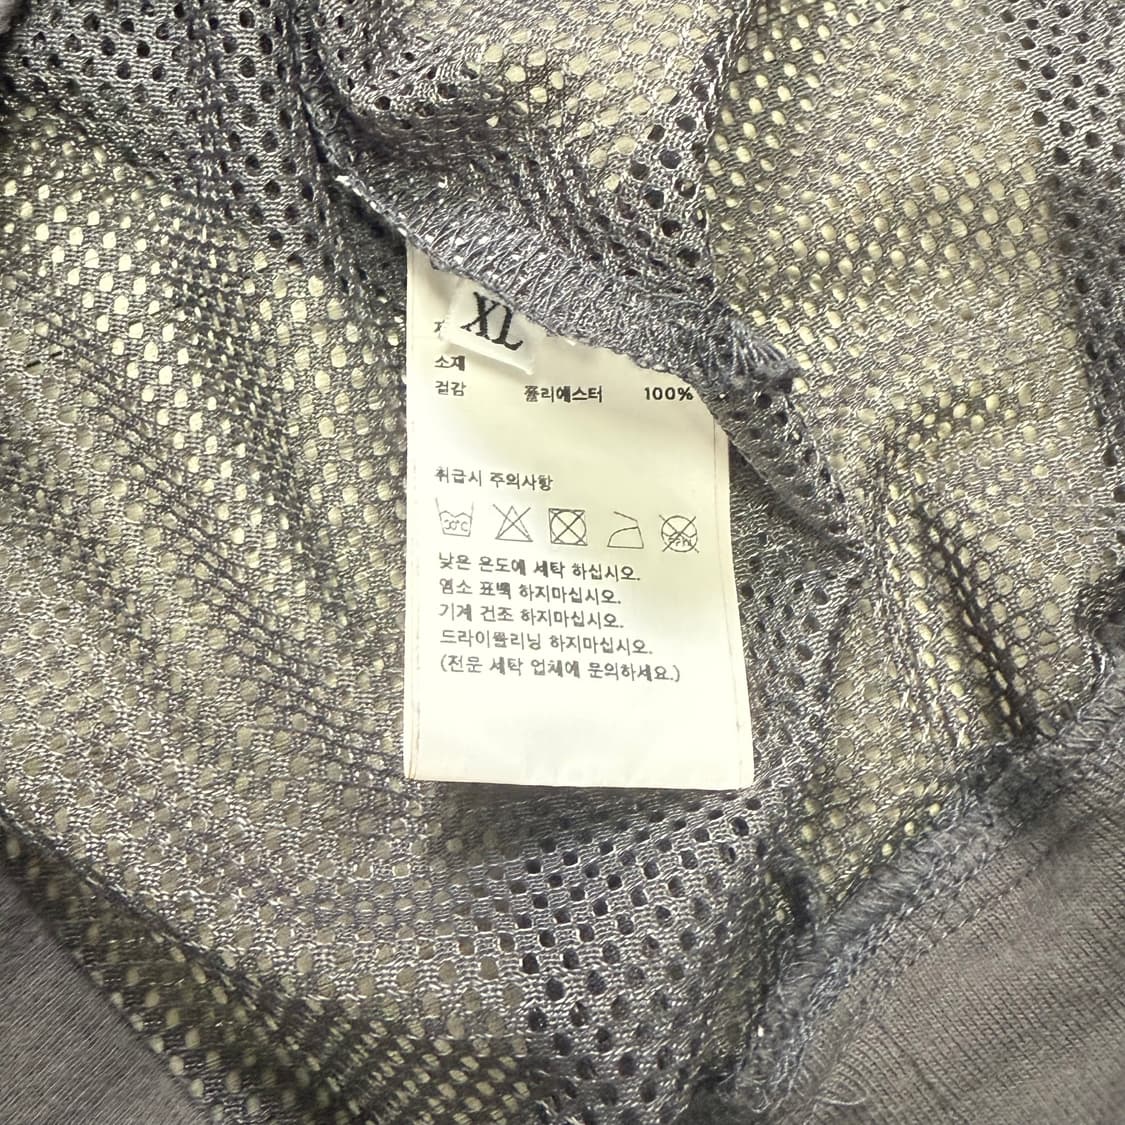 XL
소재
겉감 폴리에스터 100%
취급시 주의사항
30°C
낮은 온도에 세탁 하십시오.
염소 표백 하지마십시오.
기계 건조 하지마십시오.
드라이클리닝 하지마십시오.
(전문 세탁 업체에 문의하세요.)